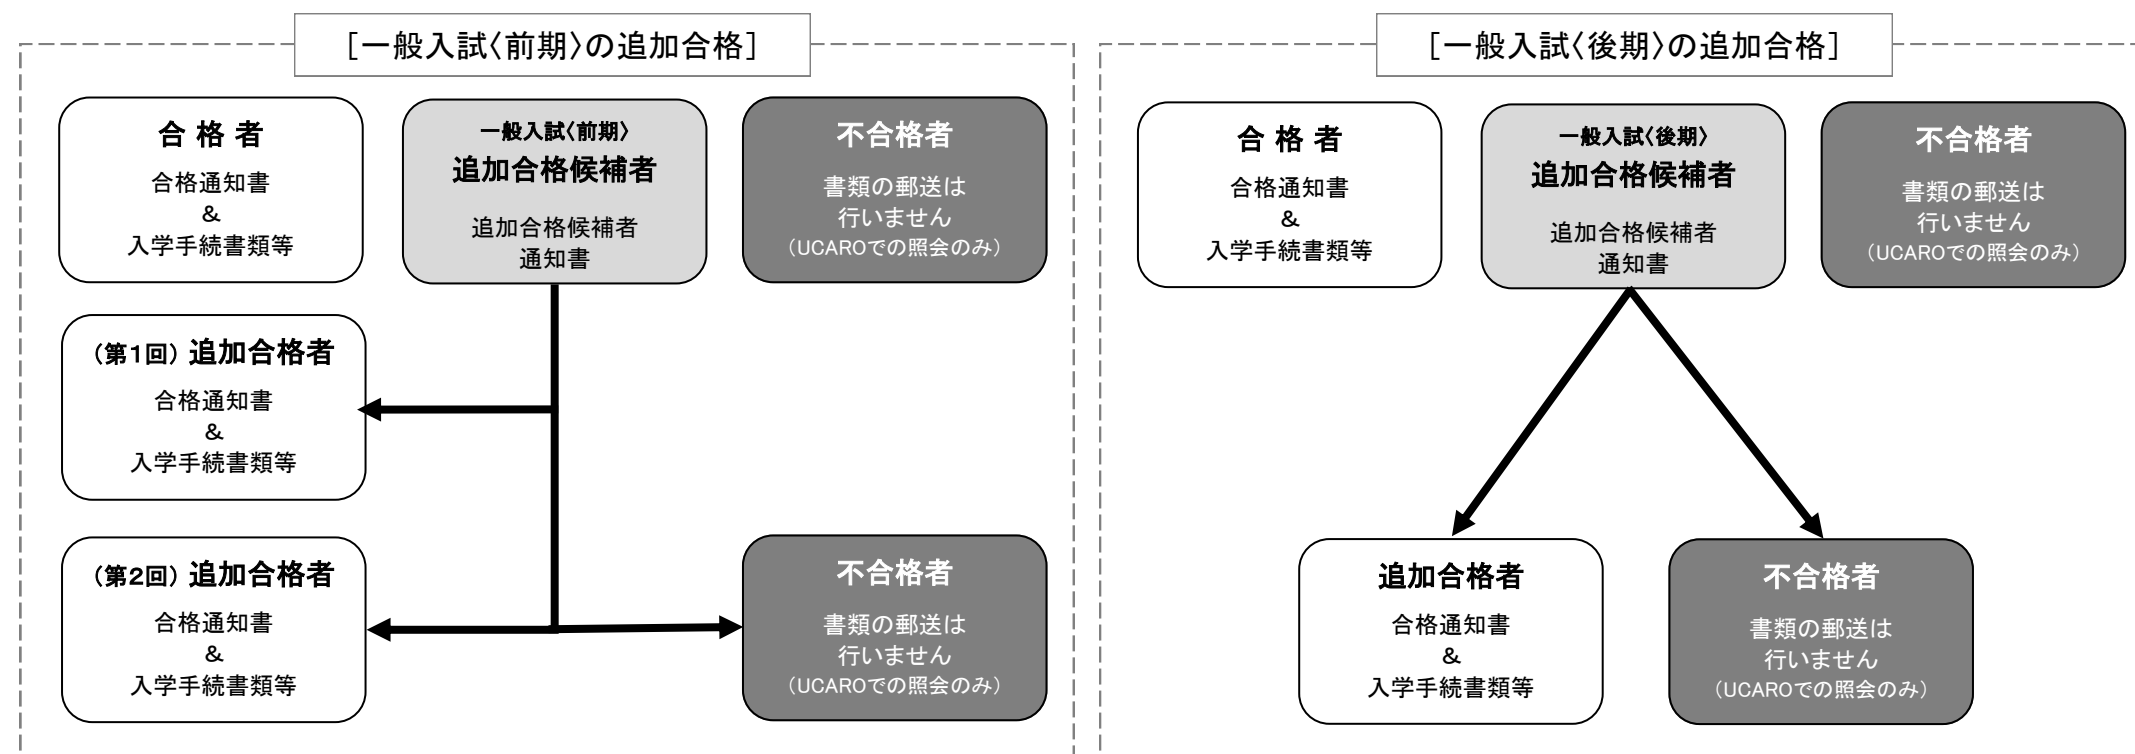 ［一般入試〈前期〉の追加合格］
合 格 者
合格通知書
＆
入学手続書類等
一般入試〈前期〉
追加合格候補者
追加合格候補者
通知書
不合格者
書類の郵送は
行いません
（UCAROでの照会のみ）
（第1回）追加合格者
合格通知書
＆
入学手続書類等
（第2回）追加合格者
合格通知書
＆
入学手続書類等
不合格者
書類の郵送は
行いません
（UCAROでの照会のみ）
［一般入試〈後期〉の追加合格］
合 格 者
合格通知書
＆
入学手続書類等
一般入試〈後期〉
追加合格候補者
追加合格候補者
通知書
不合格者
書類の郵送は
行いません
（UCAROでの照会のみ）
追加合格者
合格通知書
＆
入学手続書類等
不合格者
書類の郵送は
行いません
（UCAROでの照会のみ）